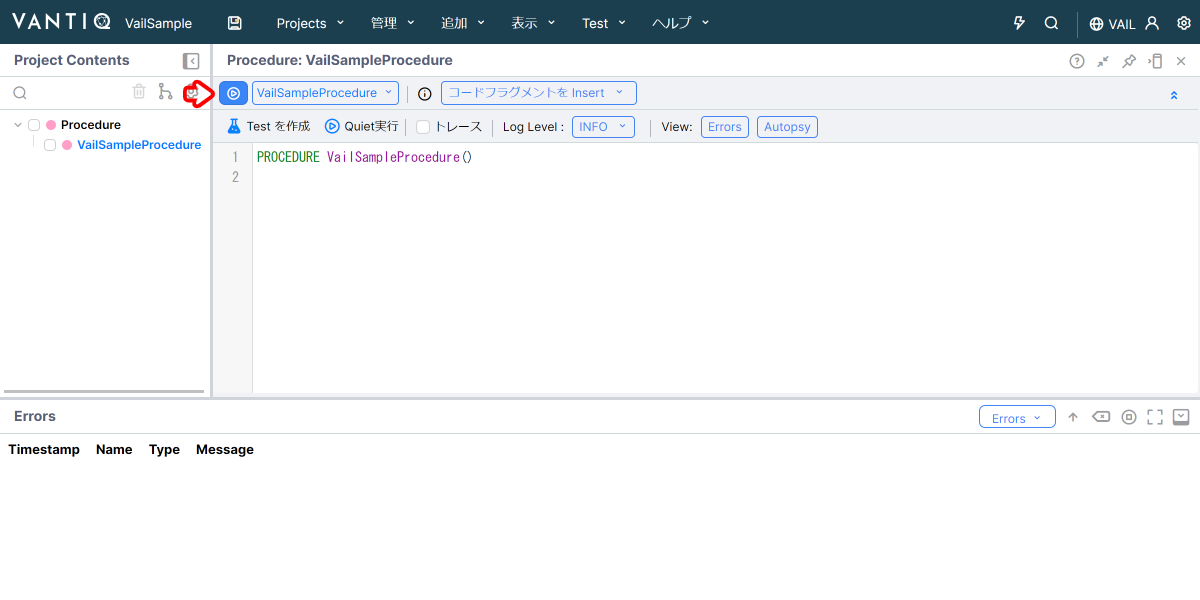 VANTIQ VailSample Projects 管理 追加 表示 Test ヘルプ VAIL
Project Contents
Procedure: VailSampleProcedure
VailSampleProcedure コードフラグメントを Insert
Procedure
VailSampleProcedure
Test を作成 Quiet実行 トレース Log Level : INFO View: Errors Autopsy
1 PROCEDURE VailSampleProcedure()
2
Errors
Errors
Timestamp Name Type Message